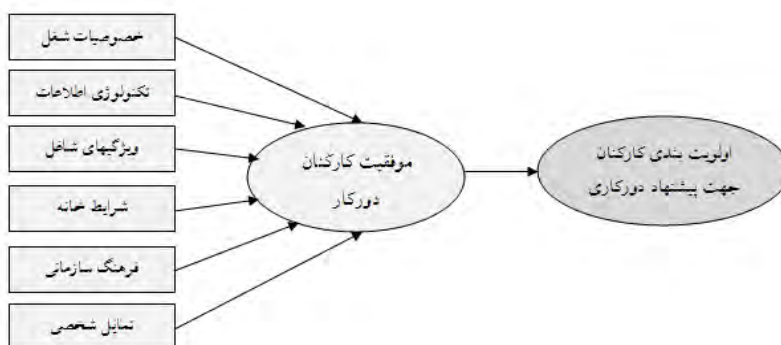 خصوصیات شغل
تکنولوژی اطلاعات
ویژگیهای شاغل
شرایط خانه
فرهنگ سازمانی
تمایل شخصی
موفقیت کارکنان
دورکار
اولویت بندی کارکنان
جهت پیشنهاد دورکاری